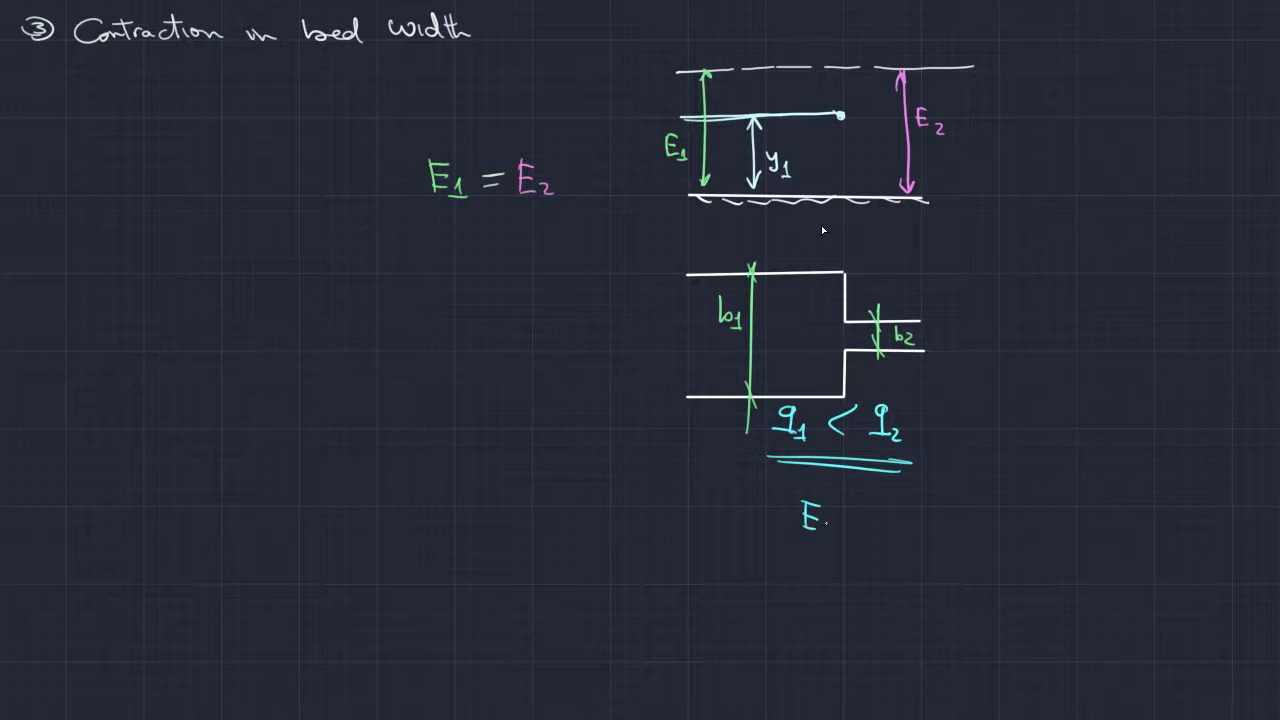 ③ Contraction in bed width
E₁ y₁ E₂
E₁ = E₂
b₁ b₂
q₁ < q₂
E